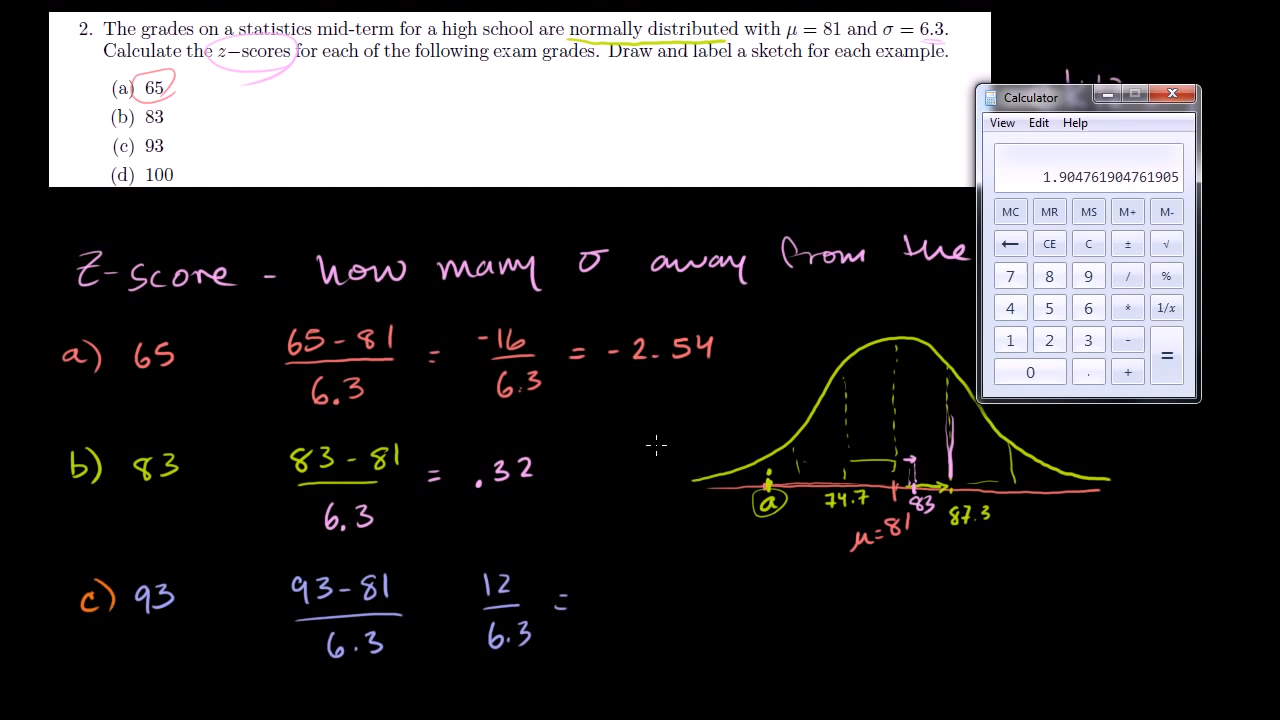 2. The grades on a statistics mid-term for a high school are normally distributed with μ = 81 and σ = 6.3.
Calculate the z−scores for each of the following exam grades. Draw and label a sketch for each example.
(a) 65
(b) 83
(c) 93
(d) 100
Calculator
View Edit Help
1.904761904761905
MC MR MS M+ M-
← CE C ± √
7 8 9 / %
4 5 6 * 1/x
1 2 3 - =
0 . +
Z-score - how many σ away from the
a) 65 65 - 81 / 6.3 = -16 / 6.3 = -2.54
b) 83 83 - 81 / 6.3 = .32
c) 93 93 - 81 / 6.3 12 / 6.3 =
a 74.7 μ=81 83 87.3